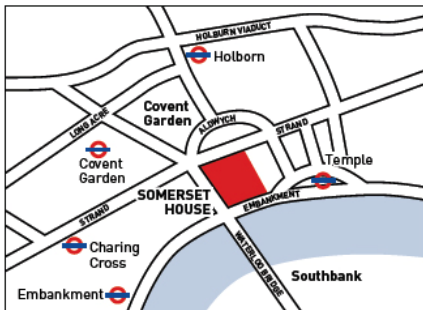 HOLBURN VIADUCT
Holborn
Covent
Garden
ALDWYCH
LONG ACRE
STRAND
Covent
Garden
Temple
SOMERSET
HOUSE
EMBANKMENT
STRAND
Charing
Cross
WATERLOO BRIDGE
Southbank
Embankment